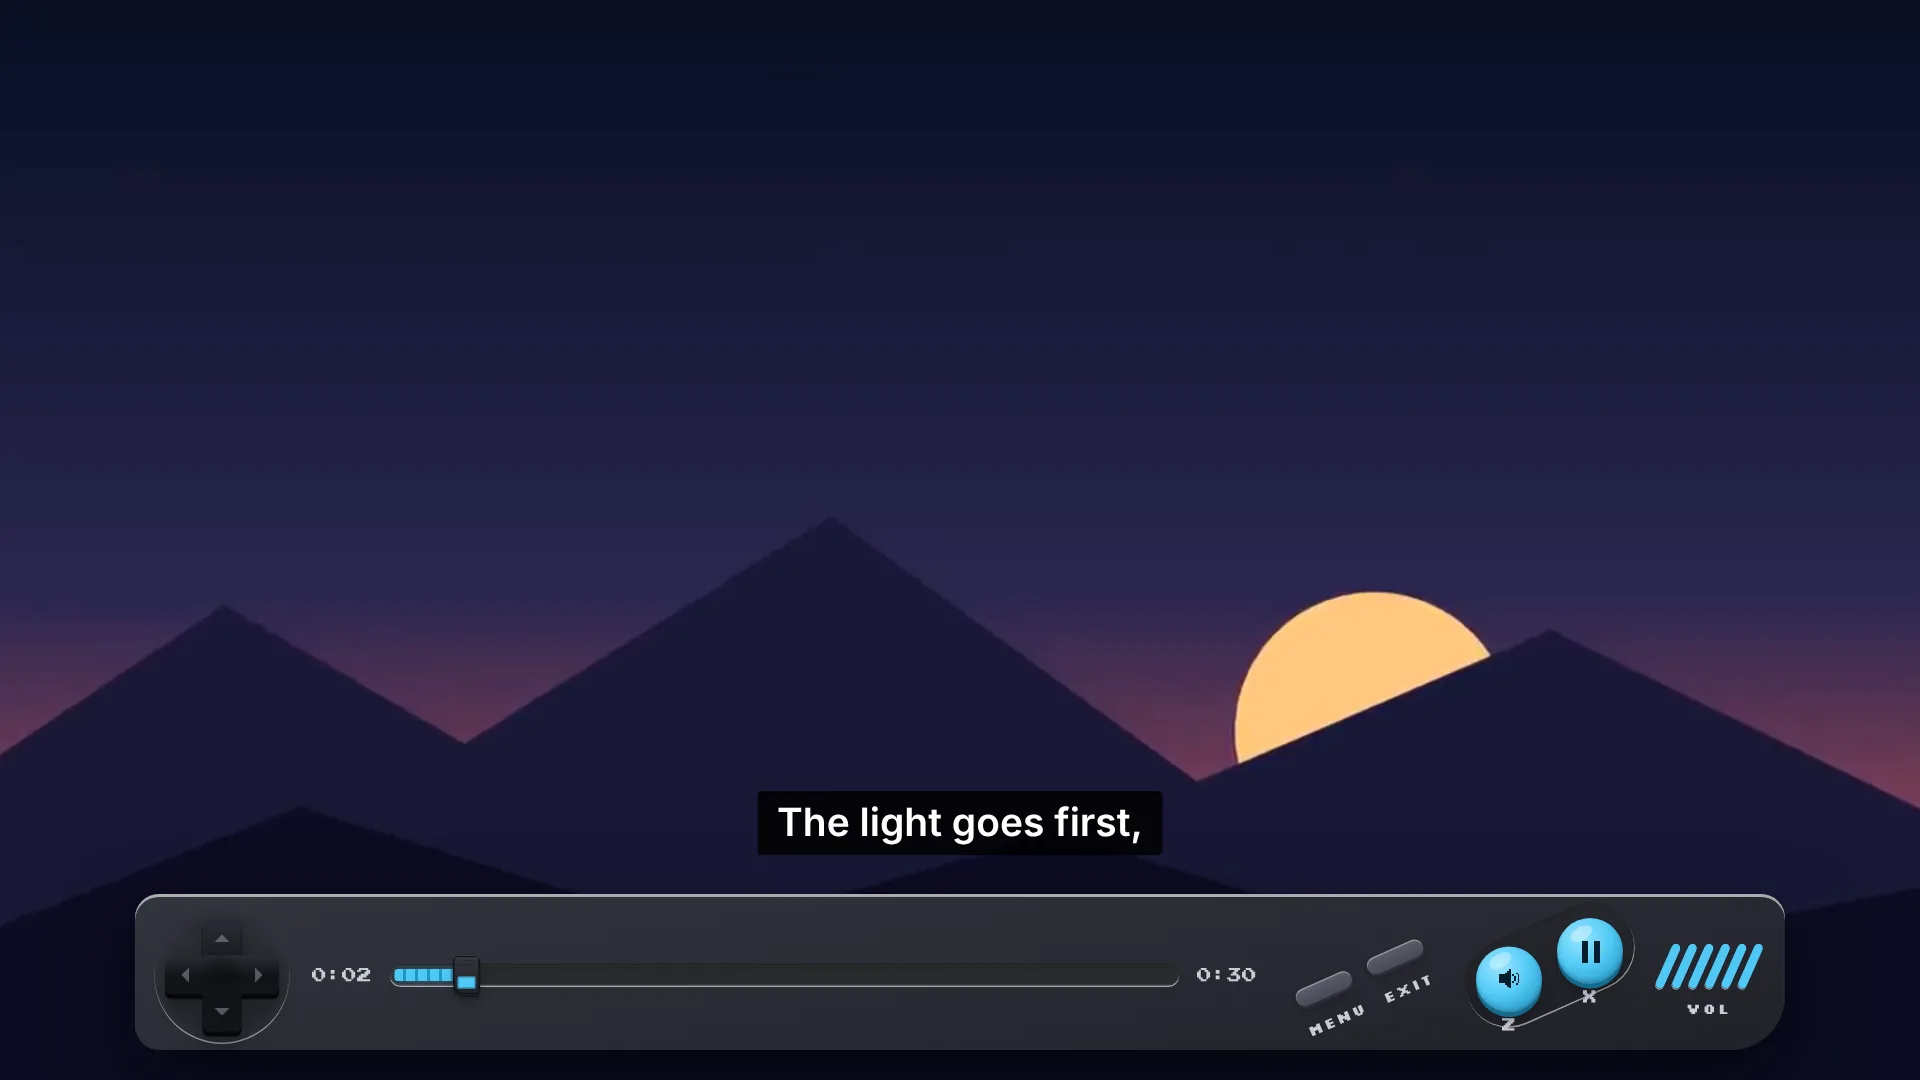 The light goes first,
0:02
0:30
MENU
EXIT
Z
X
VOL